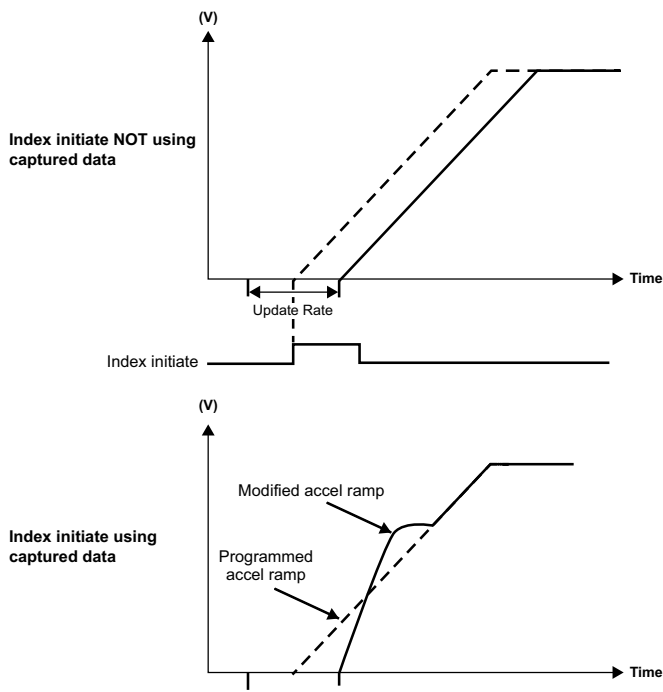 (V)
Index initiate NOT using
captured data
Time
Update Rate
Index initiate
(V)
Modified accel ramp
Index initiate using
captured data
Programmed
accel ramp
Time